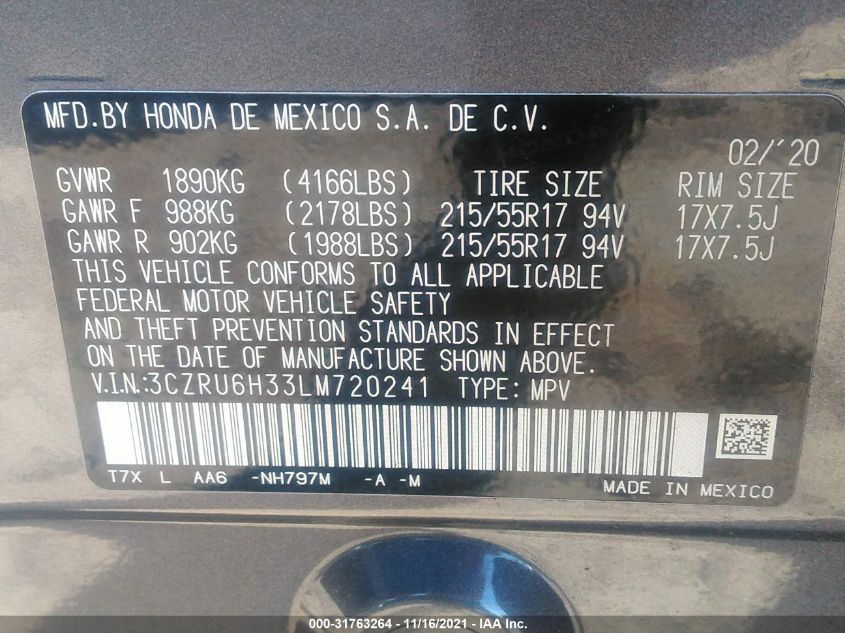 MFD.BY HONDA DE MEXICO S.A. DE C.V.
02/'20
GVWR 1890KG (4166LBS) TIRE SIZE RIM SIZE
GAWR F 988KG (2178LBS) 215/55R17 94V 17X7.5J
GAWR R 902KG (1988LBS) 215/55R17 94V 17X7.5J
THIS VEHICLE CONFORMS TO ALL APPLICABLE
FEDERAL MOTOR VEHICLE SAFETY
AND THEFT PREVENTION STANDARDS IN EFFECT
ON THE DATE OF MANUFACTURE SHOWN ABOVE.
V.I.N.:3CZRU6H33LM720241 TYPE: MPV
T7X L AA6 -NH797M -A -M
MADE IN MEXICO
000-31763264 - 11/16/2021 - IAA Inc.